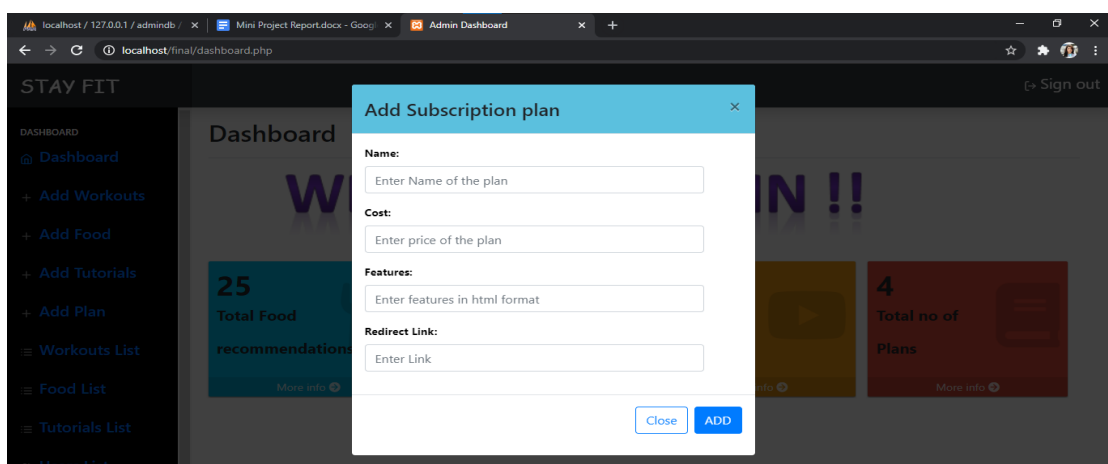 localhost / 127.0.0.1 / admindb /
Mini Project Report.docx - Goog
Admin Dashboard
localhost/final/dashboard.php
STAY FIT
Sign out
DASHBOARD
Dashboard
+ Add Workouts
+ Add Food
+ Add Tutorials
+ Add Plan
Workouts List
Food List
Tutorials List
Dashboard
IN !!
25
Total Food
recommendations
More info
4
Total no of
Plans
More info
Add Subscription plan
×
Name:
Enter Name of the plan
Cost:
Enter price of the plan
Features:
Enter features in html format
Redirect Link:
Enter Link
Close
ADD